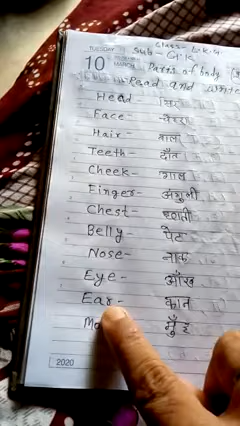 TUESDAY
10
MARCH
Class- L.K.G
Sub - G.K
Parts of body
Read and write
Head - सिर
Face - चेहरा
Hair - बाल
Teeth - दाँत
Cheek - गाल
Finger - अंगुली
Chest - छाती
Belly - पेट
Nose - नाक
Eye - आँख
Ear - कान
मुँह
2020